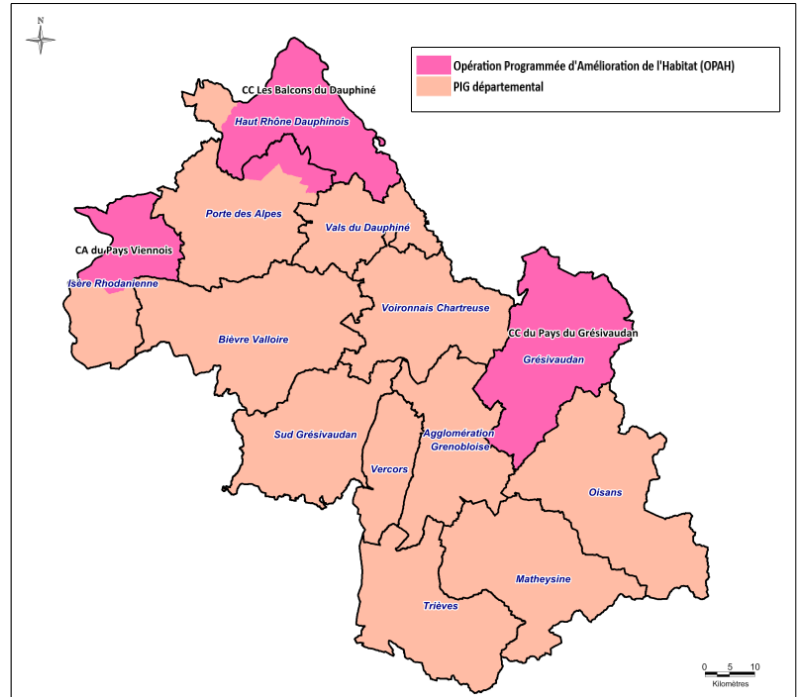 N
Opération Programmée d'Amélioration de l'Habitat (OPAH)
PIG départemental
CC Les Balcons du Dauphiné
Haut Rhône Dauphinois
Porte des Alpes
Vals du Dauphiné
CA du Pays Viennois
Isère Rhodanienne
Voironnais Chartreuse
CC du Pays du Grésivaudan
Bièvre Valloire
Grésivaudan
Sud Grésivaudan
Agglomération
Grenobloise
Vercors
Oisans
Matheysine
Trièves
0 5 10
Kilomètres